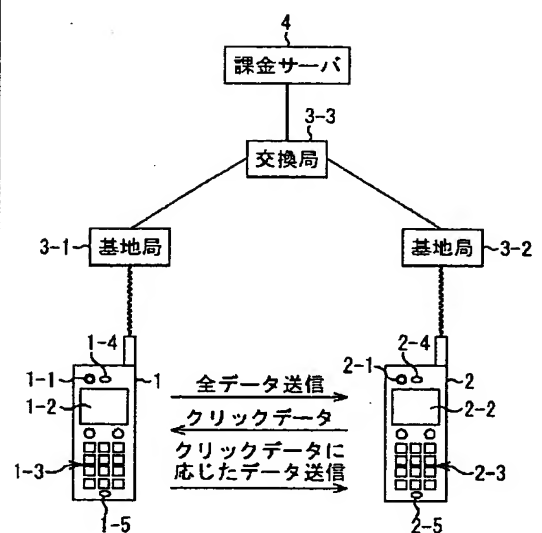 4
課金サーバ
3-3
交換局
3-1 基地局
基地局 3-2
1-4
2-4
1-1
1
全データ送信
2-1
2
1-2
クリックデータ
2-2
クリックデータに
応じたデータ送信
1-3
2-3
1-5
2-5